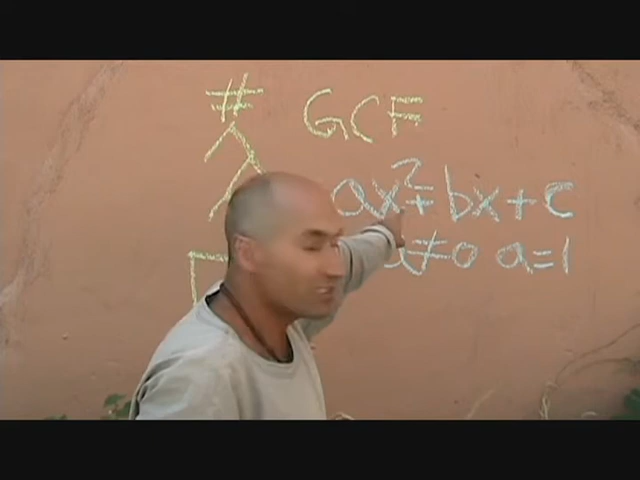 # GCF
ax² + bx + c
a≠0 a=1